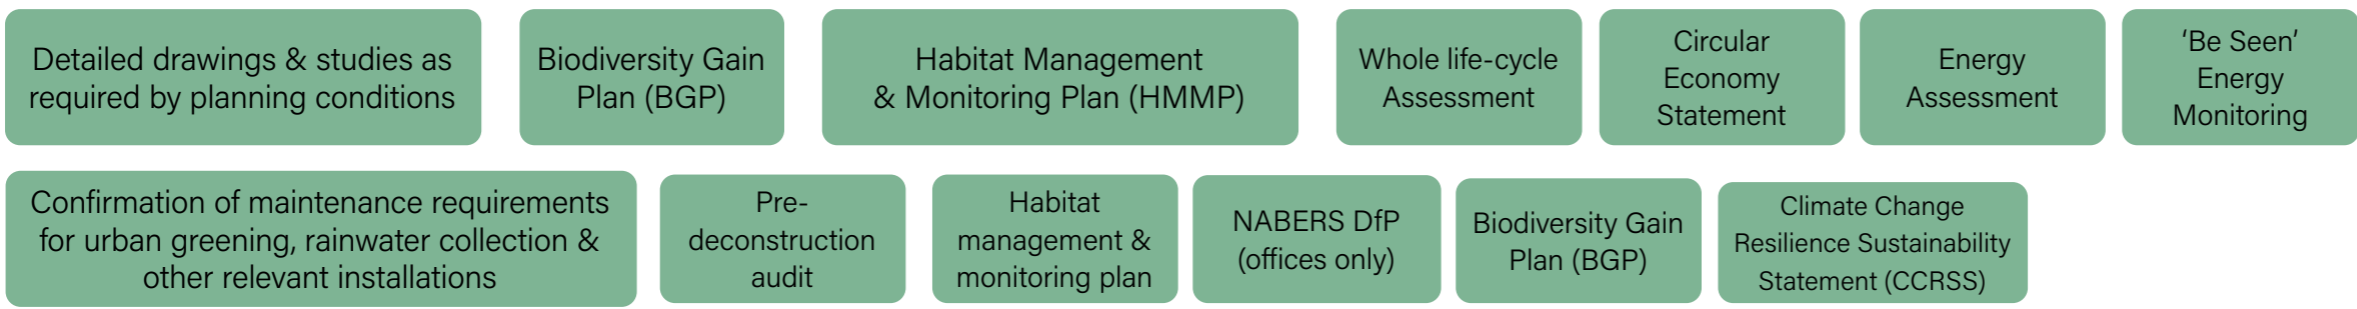 Detailed drawings & studies as
required by planning conditions
Biodiversity Gain
Plan (BGP)
Habitat Management
& Monitoring Plan (HMMP)
Whole life-cycle
Assessment
Circular
Economy
Statement
Energy
Assessment
‘Be Seen’
Energy
Monitoring
Confirmation of maintenance requirements
for urban greening, rainwater collection &
other relevant installations
Pre-
deconstruction
audit
Habitat
management &
monitoring plan
NABERS DfP
(offices only)
Biodiversity Gain
Plan (BGP)
Climate Change
Resilience Sustainability
Statement (CCRSS)